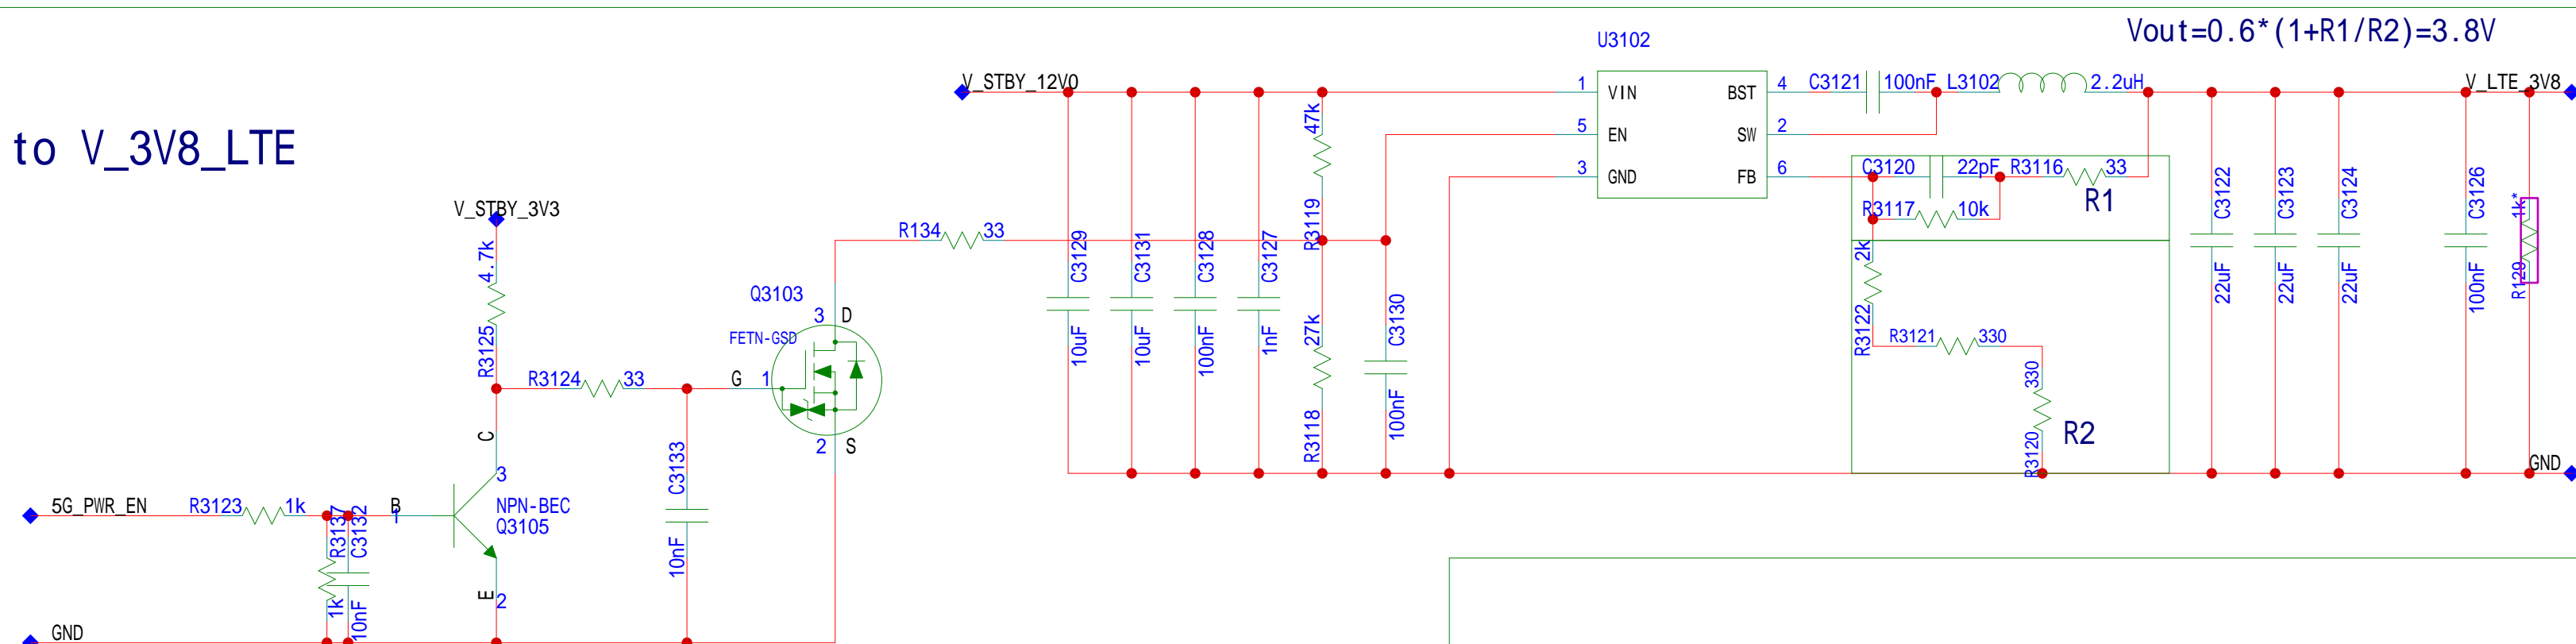 Vout=0.6*(1+R1/R2)=3.8V
U3102
V_STBY_12V0
1 VIN BST 4
C3121 100nF L3102 2.2uH
V_LTE_3V8
5 EN SW 2
47k
to V_3V8_LTE
3 GND FB 6
C3120 22pF R3116 33
R1
R3117 10k
C3122
C3123
C3124
C3126
1k*
V_STBY_3V3
R134 33
C3129
C3131
C3128
C3127
R3119
2k
4.7k
22uF
22uF
22uF
100nF
R129
Q3103
3 D
FETN-GSD
10uF
10uF
100nF
1nF
27k
C3130
R3122
R3121 330
R3125
R3124 33
G 1
330
R3118
100nF
R2
C
2 S
C3133
R3120
GND
3
5G_PWR_EN
R3123 1k
R3137
C3132
B
1
NPN-BEC
Q3105
10nF
E
2
1k
10nF
GND